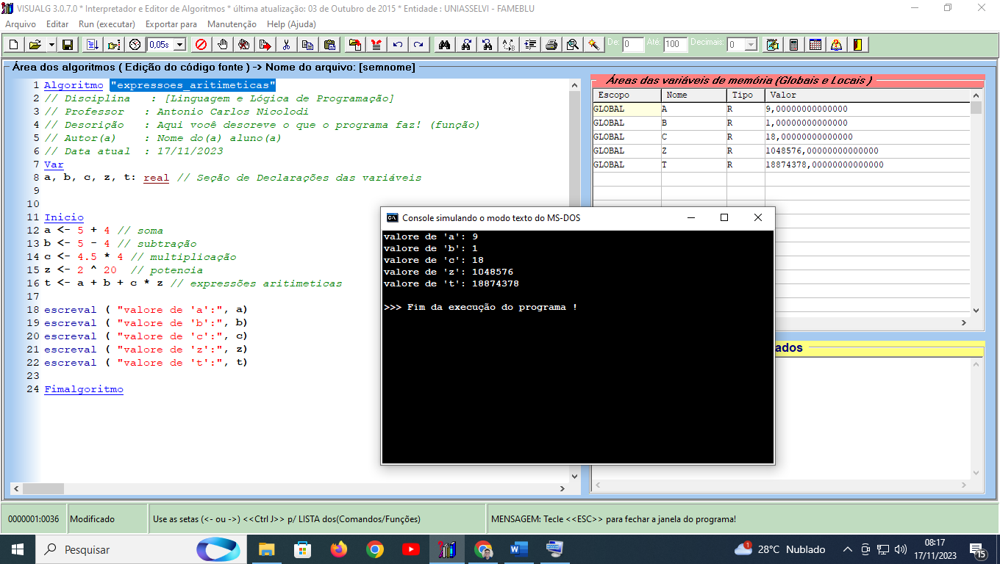 VISUALG 3.0.7.0 * Interpretador e Editor de Algoritmos * última atualização: 03 de Outubro de 2015 * Entidade : UNIASSELVI - FAMEBLU
Arquivo Editar Run (executar) Exportar para Manutenção Help (Ajuda)
0,05s De: 0 Até: 100 Decimais: 0
Área dos algoritmos ( Edição do código fonte ) -> Nome do arquivo: [semnome]
1 Algoritmo "expressoes_aritimeticas"
2 // Disciplina : [Linguagem e Lógica de Programação]
3 // Professor : Antonio Carlos Nicolodi
4 // Descrição : Aqui você descreve o que o programa faz! (função)
5 // Autor(a) : Nome do(a) aluno(a)
6 // Data atual : 17/11/2023
7 Var
8 a, b, c, z, t: real // Seção de Declarações das variáveis
9
10
11 Inicio
12 a <- 5 + 4 // soma
13 b <- 5 - 4 // subtração
14 c <- 4.5 * 4 // multiplicação
15 z <- 2 ^ 20 // potencia
16 t <- a + b + c * z // expressões aritimeticas
17
18 escreval ( "valore de 'a':", a)
19 escreval ( "valore de 'b':", b)
20 escreval ( "valore de 'c':", c)
21 escreval ( "valore de 'z':", z)
22 escreval ( "valore de 't':", t)
23
24 Fimalgoritmo
Áreas das variáveis de memória (Globais e Locais )
Escopo Nome Tipo Valor
GLOBAL A R 9,00000000000000
GLOBAL B R 1,00000000000000
GLOBAL C R 18,00000000000000
GLOBAL Z R 1048576,00000000000000
GLOBAL T R 18874378,00000000000000
Console simulando o modo texto do MS-DOS
valore de 'a': 9
valore de 'b': 1
valore de 'c': 18
valore de 'z': 1048576
valore de 't': 18874378
>>> Fim da execução do programa !
ados
0000001:0036 Modificado Use as setas (<- ou ->) <<Ctrl J>> p/ LISTA dos(Comandos/Funções) MENSAGEM: Tecle <<ESC>> para fechar a janela do programa!
Pesquisar
1 28°C Nublado
08:17
17/11/2023
15